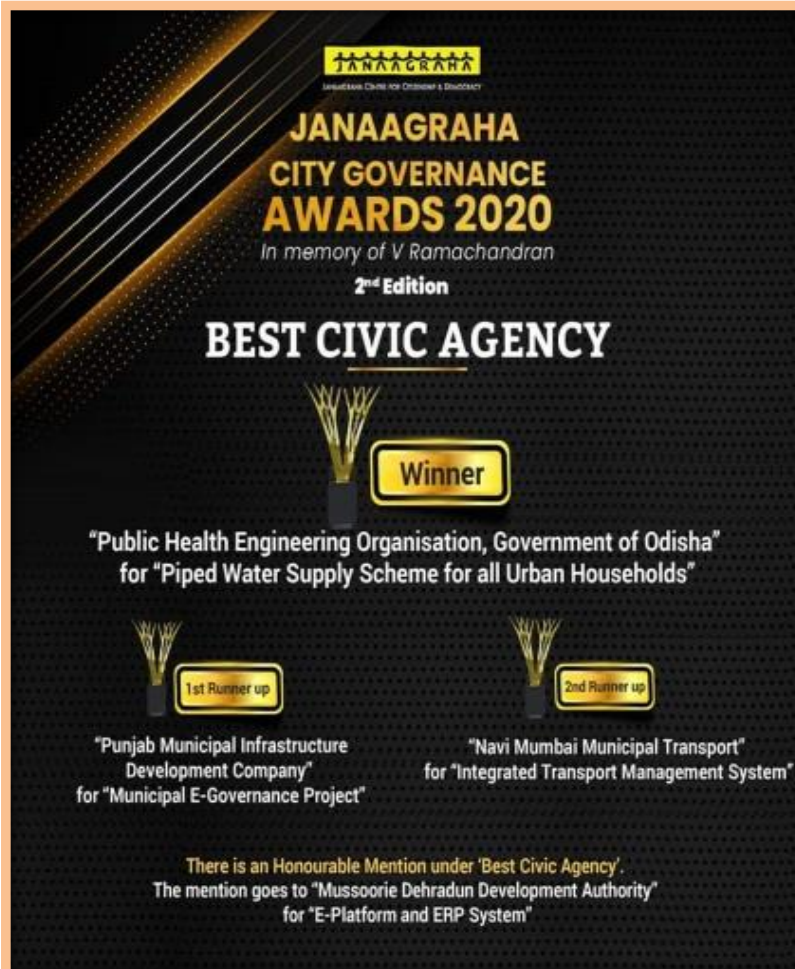 JANAAGRAHA
JANAAGRAHA CENTRE FOR CITIZENSHIP & DEMOCRACY
JANAAGRAHA
CITY GOVERNANCE
AWARDS 2020
In memory of V Ramachandran
2nd Edition
BEST CIVIC AGENCY
Winner
“Public Health Engineering Organisation, Government of Odisha”
for “Piped Water Supply Scheme for all Urban Households”
1st Runner up
“Punjab Municipal Infrastructure
Development Company”
for “Municipal E-Governance Project”
2nd Runner up
“Navi Mumbai Municipal Transport”
for “Integrated Transport Management System”
There is an Honourable Mention under ‘Best Civic Agency’.
The mention goes to “Mussoorie Dehradun Development Authority”
for “E-Platform and ERP System”